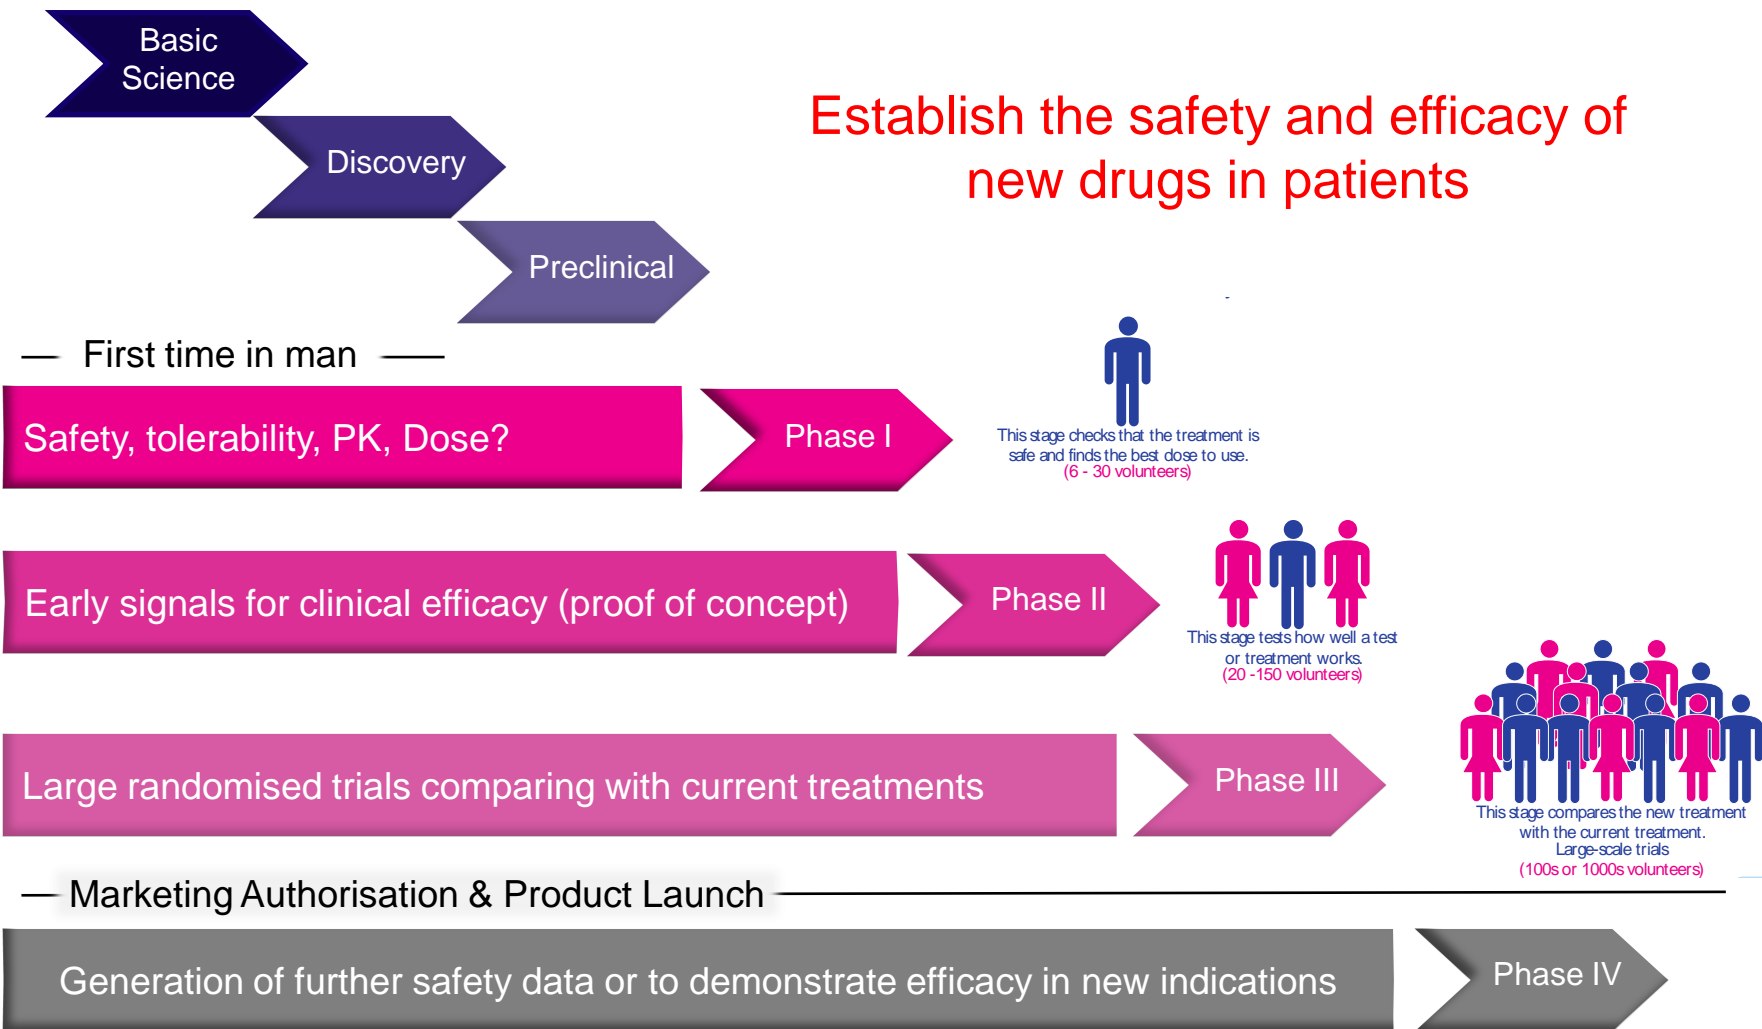 Basic
Science
Establish the safety and efficacy of
new drugs in patients
Discovery
Preclinical
First time in man
Safety, tolerability, PK, Dose?
Phase I
This stage checks that the treatment is
safe and finds the best dose to use.
(6 - 30 volunteers)
Early signals for clinical efficacy (proof of concept)
Phase II
This stage tests how well a test
or treatment works.
(20 -150 volunteers)
Large randomised trials comparing with current treatments
Phase III
This stage compares the new treatment
with the current treatment.
Large-scale trials
(100s or 1000s volunteers)
Marketing Authorisation & Product Launch
Generation of further safety data or to demonstrate efficacy in new indications
Phase IV